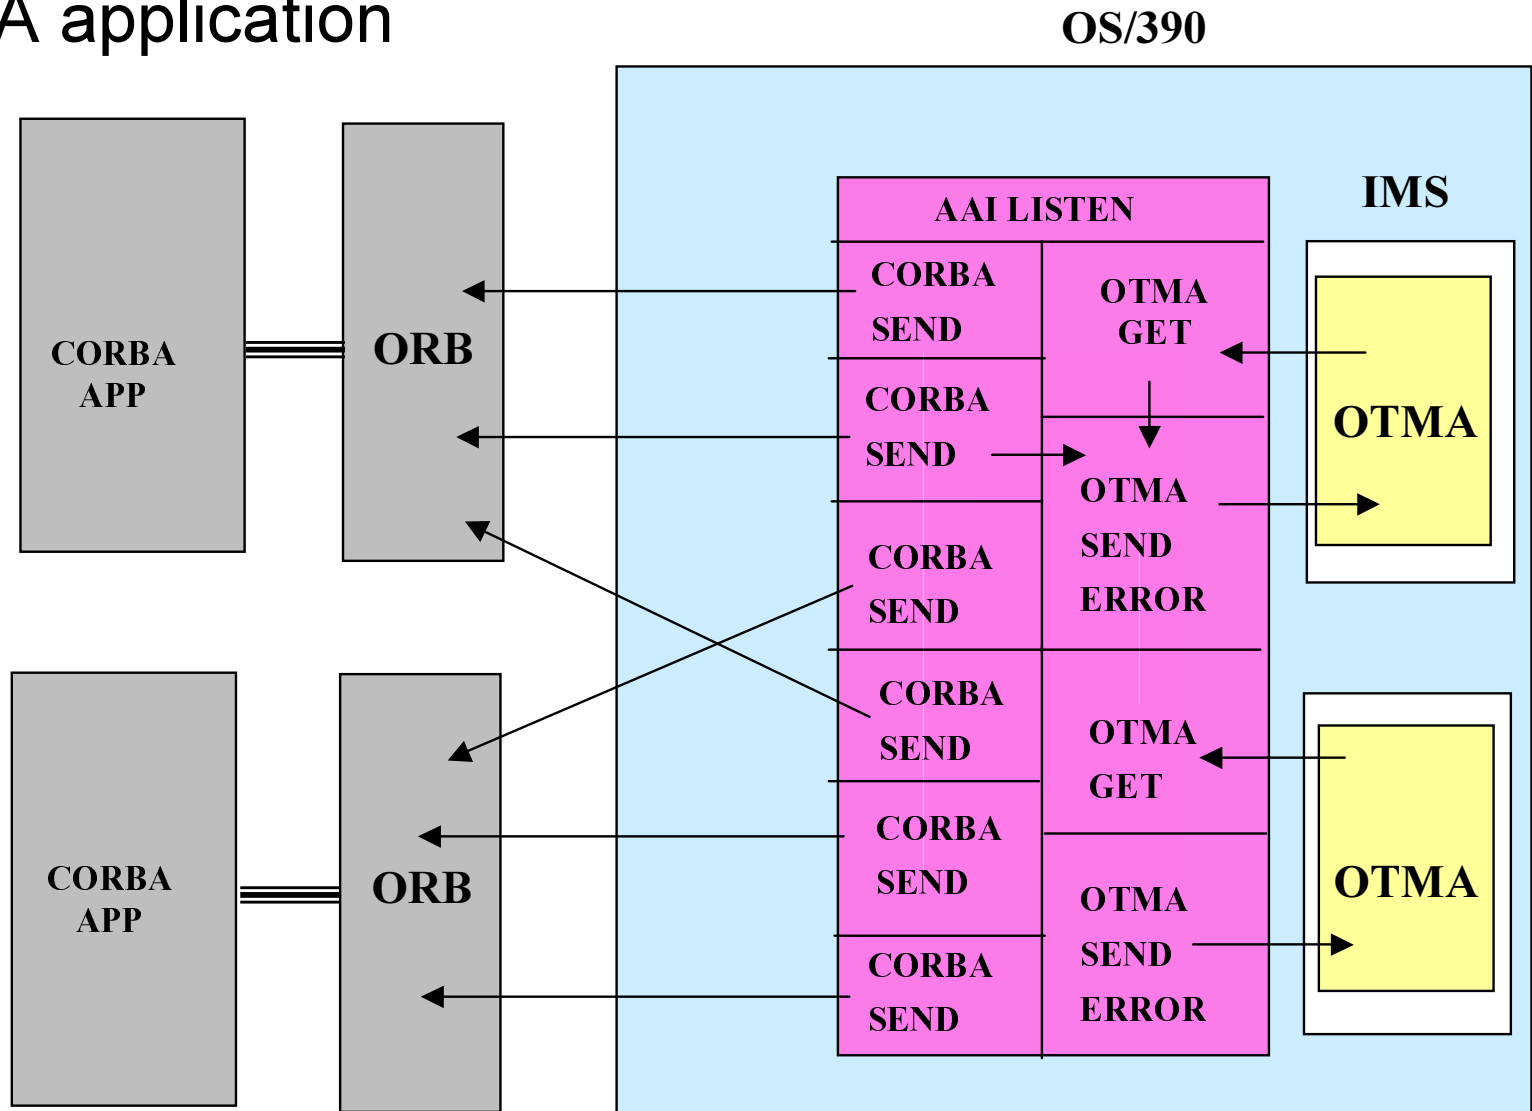 A application
OS/390
CORBA
APP
ORB
AAI LISTEN
CORBA
SEND
CORBA
SEND
CORBA
SEND
CORBA
SEND
CORBA
SEND
CORBA
SEND
OTMA
GET
OTMA
SEND
ERROR
OTMA
GET
OTMA
SEND
ERROR
IMS
OTMA
OTMA
CORBA
APP
ORB